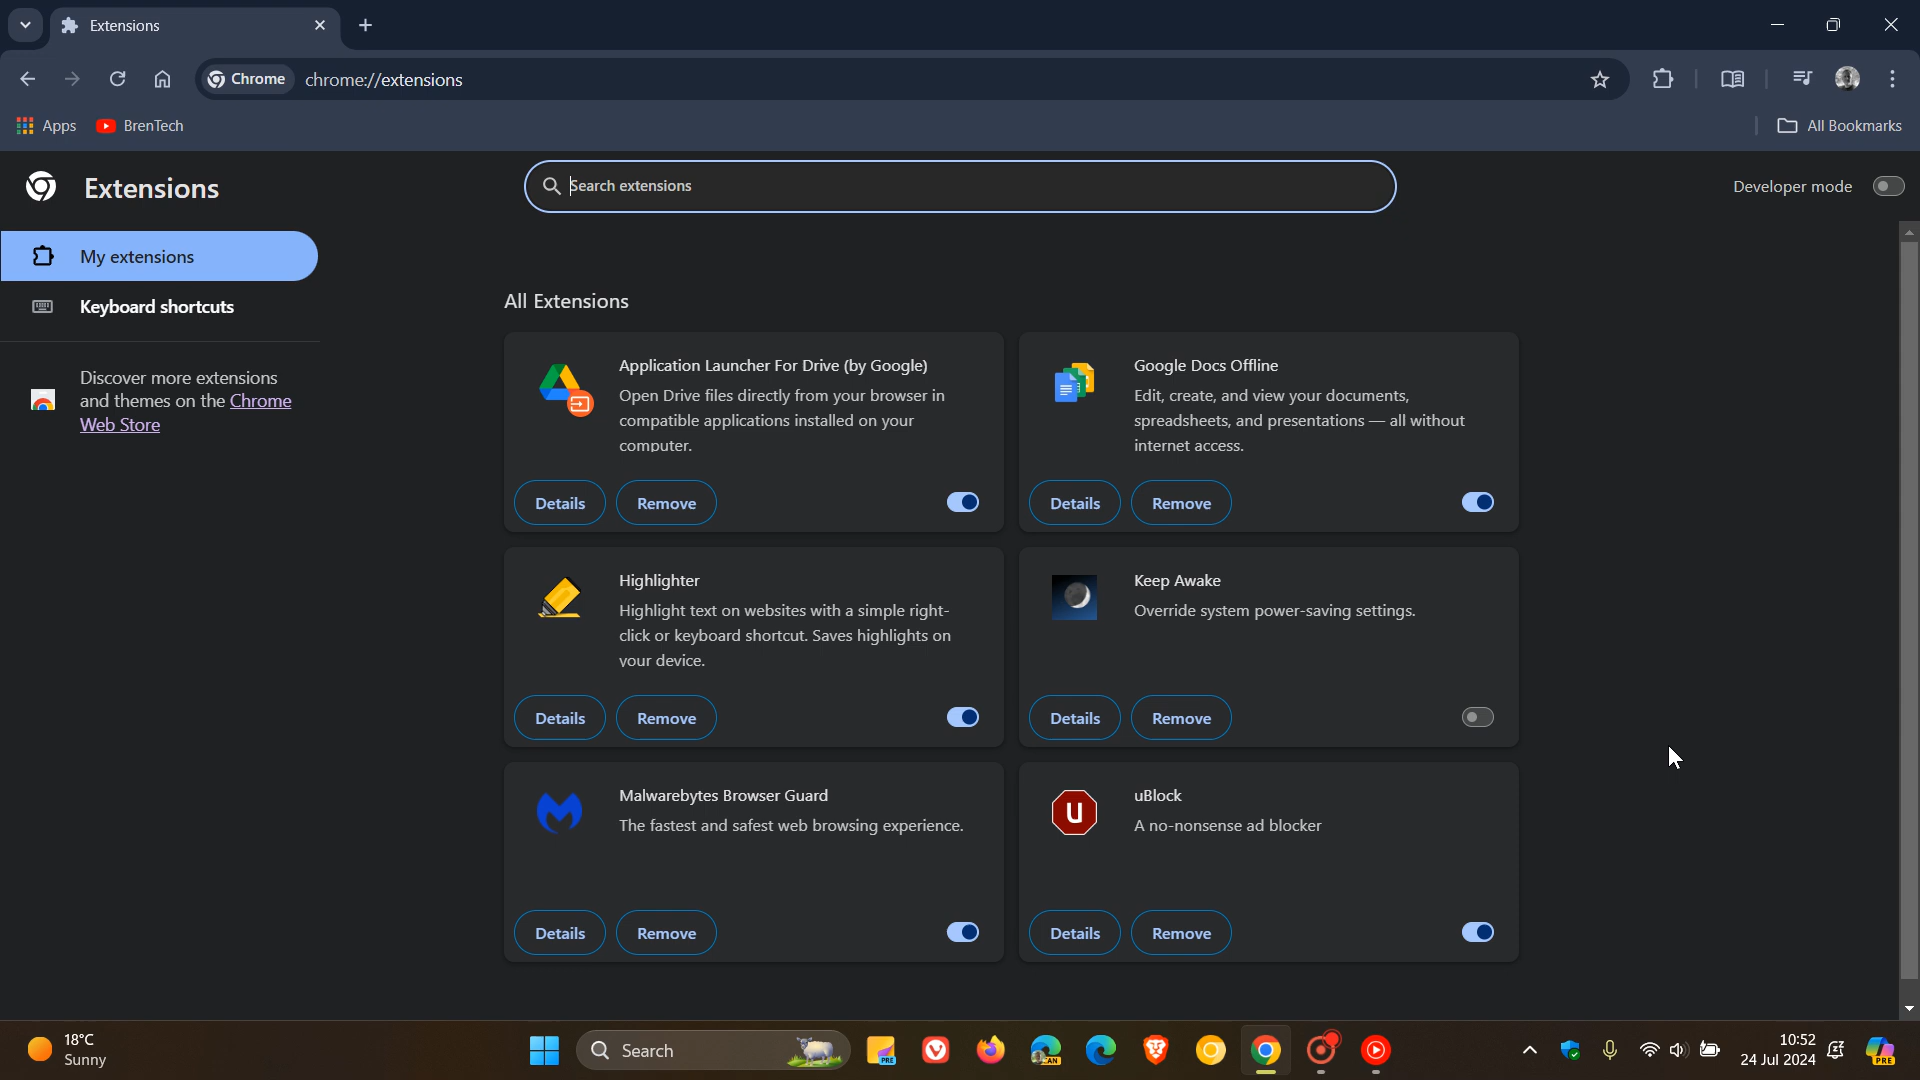 Extensions
Chrome
chrome://extensions
Apps
BrenTech
All Bookmarks
Extensions
Search extensions
Developer mode
My extensions
Keyboard shortcuts
Discover more extensions
and themes on the Chrome
Web Store
All Extensions
Application Launcher For Drive (by Google)
Open Drive files directly from your browser in
compatible applications installed on your
computer.
Details
Remove
Google Docs Offline
Edit, create, and view your documents,
spreadsheets, and presentations — all without
internet access.
Details
Remove
Highlighter
Highlight text on websites with a simple right-
click or keyboard shortcut. Saves highlights on
your device.
Details
Remove
Keep Awake
Override system power-saving settings.
Details
Remove
Malwarebytes Browser Guard
The fastest and safest web browsing experience.
Details
Remove
U
uBlock
A no-nonsense ad blocker
Details
Remove
18°C
Sunny
Search
PRE
CAN
10:52
24 Jul 2024
PRE